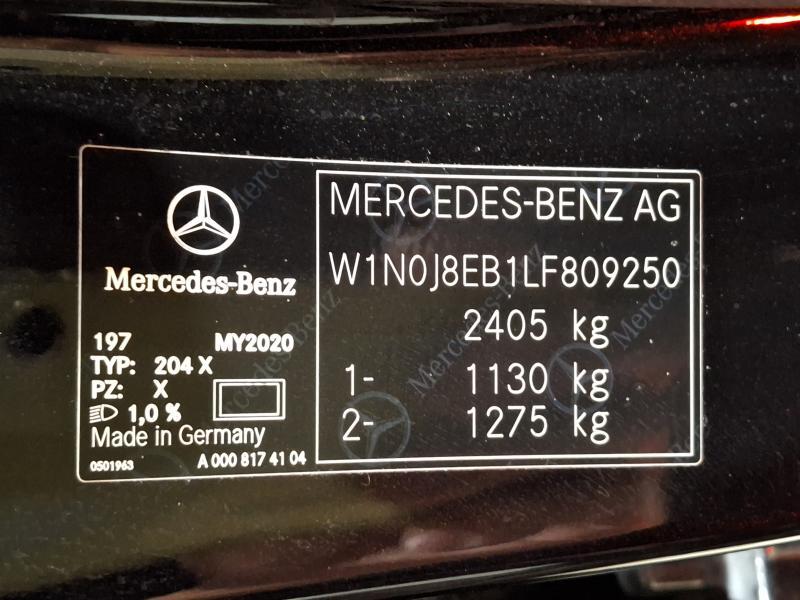 Mercedes-Benz
197 MY2020
TYP: 204 X
PZ: X
1,0 %
Made in Germany
0501963 A 000 817 41 04
MERCEDES-BENZ AG
W1N0J8EB1LF809250
2405 kg
1- 1130 kg
2- 1275 kg